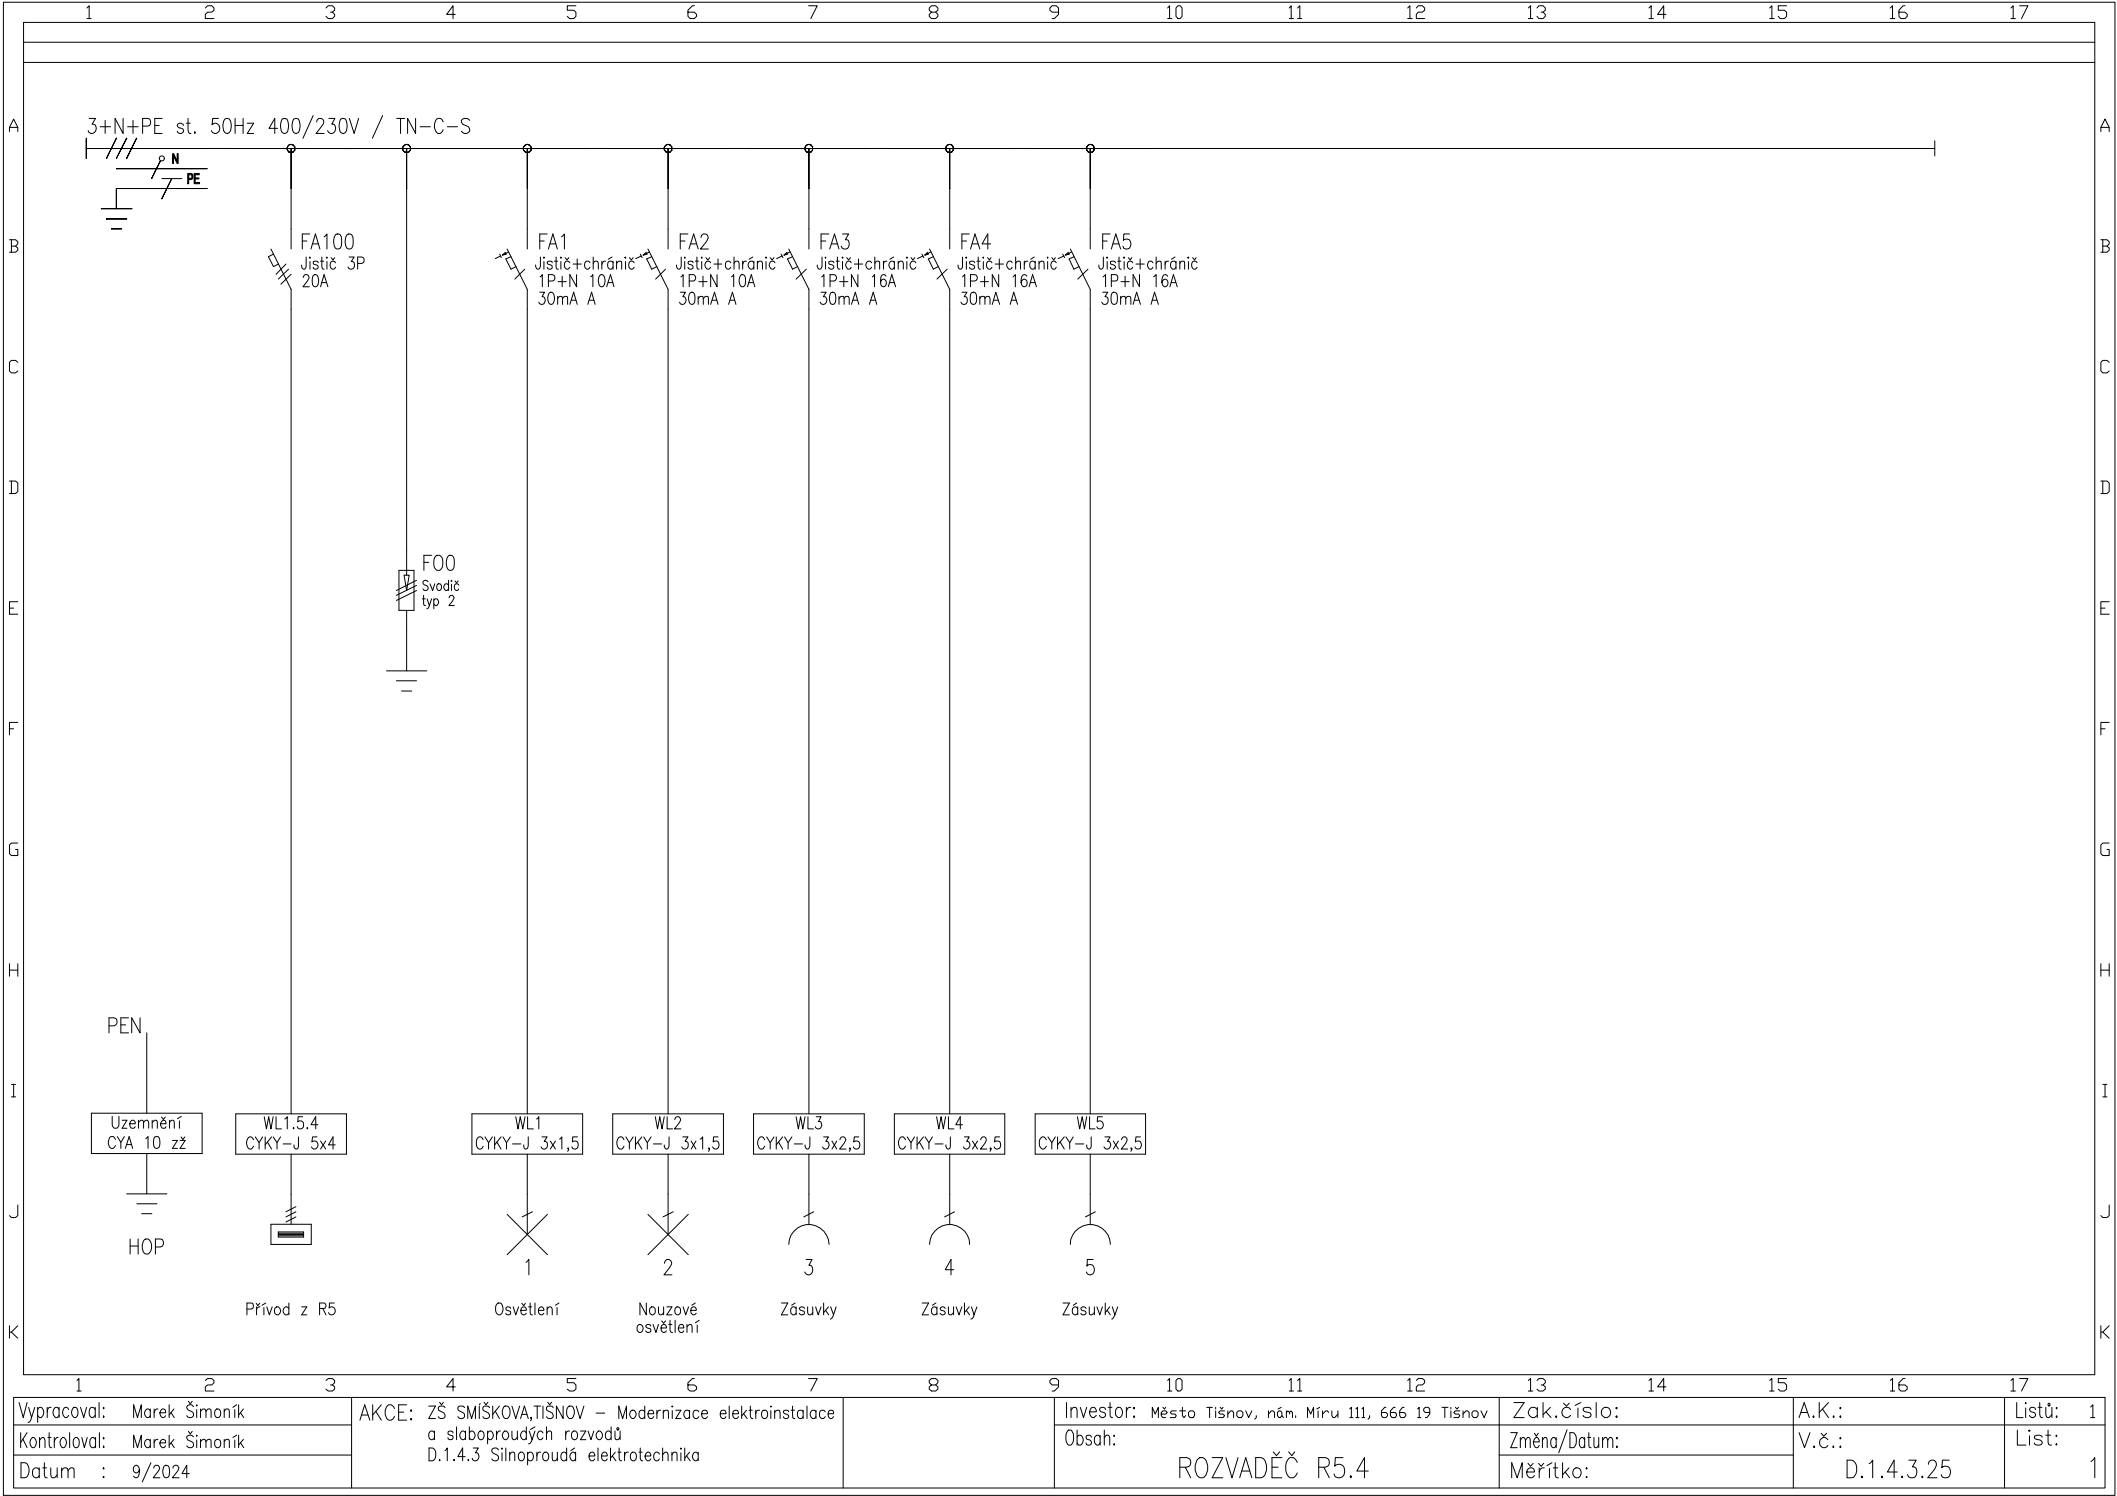 1 2 3 4 5 6 7 8 9 10 11 12 13 14 15 16 17
A A
3+N+PE st. 50Hz 400/230V / TN-C-S
N
PE
B B
FA100
Jistič 3P
20A
FA1
Jistič+chránič
1P+N 10A
30mA A
FA2
Jistič+chránič
1P+N 10A
30mA A
FA3
Jistič+chránič
1P+N 16A
30mA A
FA4
Jistič+chránič
1P+N 16A
30mA A
FA5
Jistič+chránič
1P+N 16A
30mA A
C C
D D
FO0
Svodič
typ 2
E E
F F
G G
H H
PEN
I I
Uzemnění
CYA 10 zž
WL1.5.4
CYKY-J 5x4
WL1
CYKY-J 3x1,5
WL2
CYKY-J 3x1,5
WL3
CYKY-J 3x2,5
WL4
CYKY-J 3x2,5
WL5
CYKY-J 3x2,5
J J
HOP
1 2 3 4 5
Přívod z R5
Osvětlení
Nouzové
osvětlení
Zásuvky
Zásuvky
Zásuvky
K K
1 2 3 4 5 6 7 8 9 10 11 12 13 14 15 16 17
Vypracoval: Marek Šimoník
Kontroloval: Marek Šimoník
Datum : 9/2024
AKCE: ZŠ SMÍŠKOVA,TIŠNOV – Modernizace elektroinstalace
a slaboproudých rozvodů
D.1.4.3 Silnoproudá elektrotechnika
Investor: Město Tišnov, nám. Míru 111, 666 19 Tišnov
Obsah:
ROZVADĚČ R5.4
Zak.číslo:
Změna/Datum:
Měřítko:
A.K.:
V.č.:
D.1.4.3.25
Listů: 1
List:
1